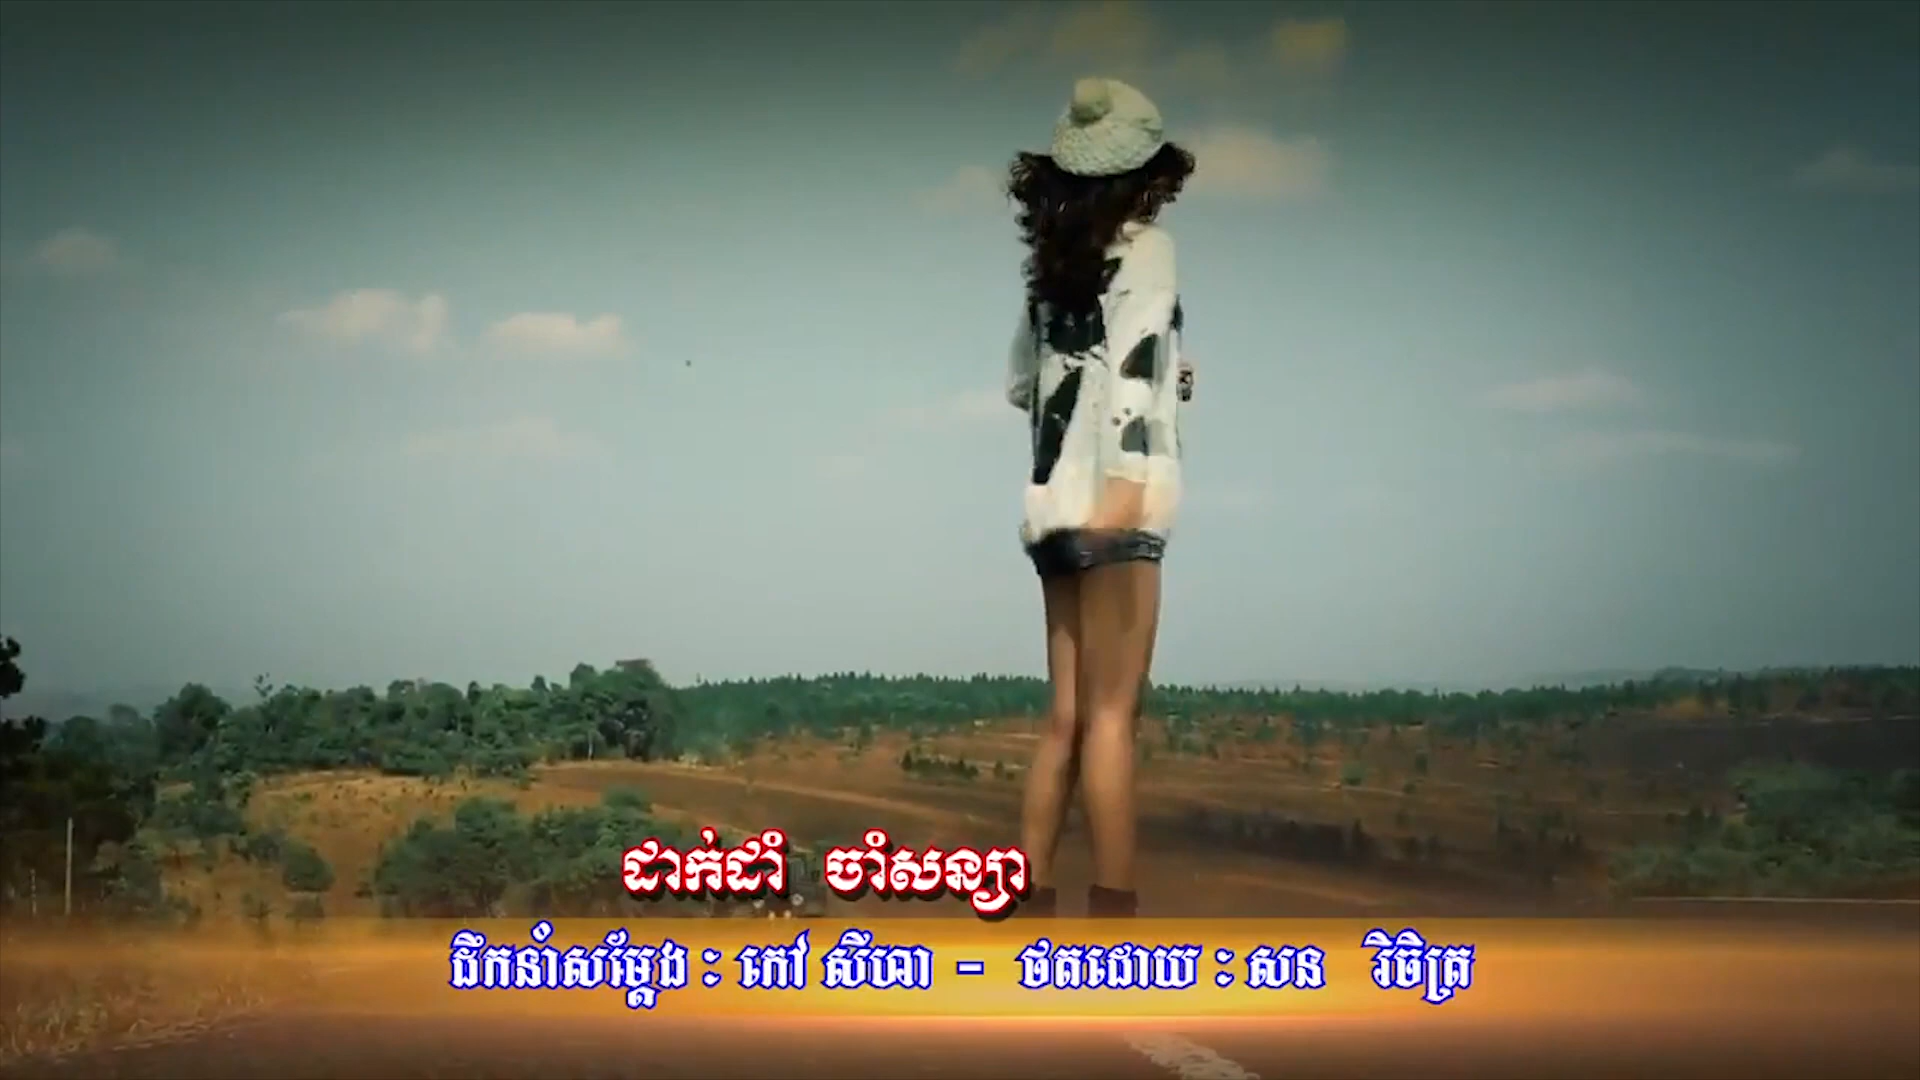 ដាក់ដាំ ចាំសន្យា
ដឹកនាំសម្តែង : កៅ សីហា - ថតដោយ : សន វិចិត្រ